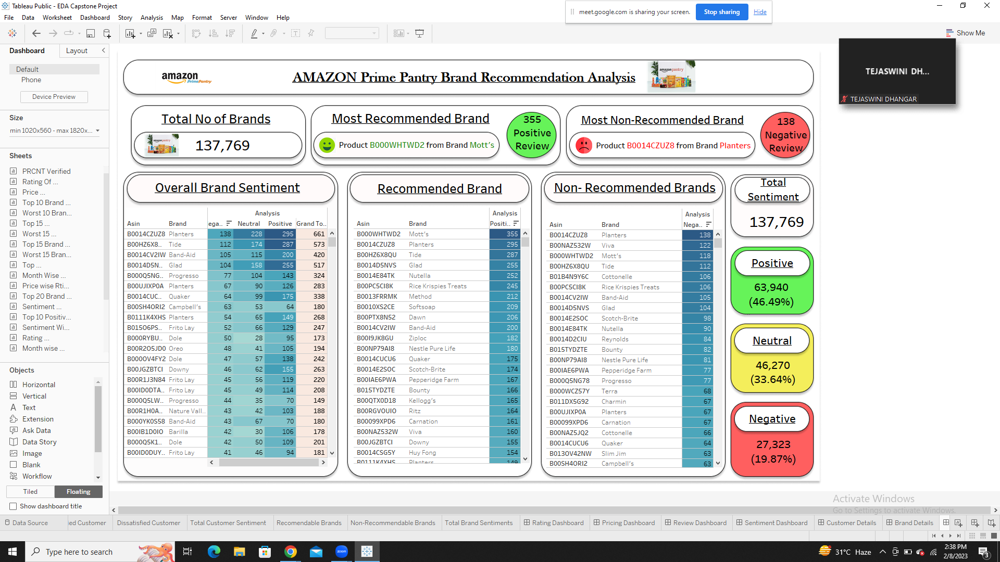 Tableau Public - EDA Capstone Project
meet.google.com is sharing your screen. Stop sharing Hide
File Data Worksheet Dashboard Story Analysis Map Format Server Window Help
Show Me
Dashboard Layout
Default
Phone
Device Preview
Size
min 1020x560 - max 1820x...
Sheets
PRCNT Verified
Rating Of ...
Price ...
Top 10 Brand ...
Worst 10 Bran...
Top 15 ...
Worst 15 ...
Top 15 Brand ...
Worst 15 Bran...
Top ...
Month Wise ...
Price wise Rti...
Top 20 Brand ...
Sentiment ...
Top 10 Positiv...
Sentiment Wi...
Rating ...
Month wise ...
Objects
Horizontal
Vertical
Text
Extension
Ask Data
Data Story
Image
Blank
Workflow
Tiled Floating
Show dashboard title
amazon
PrimePantry
AMAZON Prime Pantry Brand Recommendation Analysis
amazonpantry
TEJASWINI DH...
TEJASWINI DHANGAR
Total No of Brands
amazonpantry
137,769
Most Recommended Brand
Product B000WHTWD2 from Brand Mott's
355
Positive
Review
Most Non-Recommended Brand
Product B0014CZUZ8 from Brand Planters
138
Negative
Review
Overall Brand Sentiment
Analysis
Asin Brand ega.. Neutral Positive Grand To..
B0014CZUZ8 Planters 138 228 295 661
B00HZ6X8.. Tide 112 174 287 573
B0014CV2IW Band-Aid 105 115 200 420
B0014D5N.. Glad 104 158 255 517
B000Q5NG.. Progresso 77 104 143 324
B00UJIXP0A Planters 67 90 126 283
B0014CUC.. Quaker 64 99 175 338
B00SH4ORI2 Campbell's 63 53 64 180
B0111K4XHS Planters 54 65 149 268
B015O6PS.. Frito Lay 52 66 129 247
B000RYBU.. Dole 50 28 95 173
B00R2O5JD0 Oreo 48 41 105 194
B000OV4FY2 Dole 47 57 138 242
B00JGZBTCI Downy 46 62 155 263
B00R1J3N84 Frito Lay 45 56 119 220
B00ID0DTA.. Frito Lay 45 49 114 208
B000Q5LW.. Progresso 44 35 70 149
B00R1H0A.. Nature Vall.. 43 42 103 188
B000YK0S58 Band-Aid 43 67 70 180
B00IB1D0IO Barilla 42 30 106 178
B000Q5K1.. Dole 42 50 109 201
B00ID0DUY.. Frito Lay 41 46 94 181
Recommended Brand
Analysis
Asin Brand Positi..
B000WHTWD2 Mott's 355
B0014CZUZ8 Planters 295
B00HZ6X8QU Tide 287
B0014D5NVS Glad 255
B0014E84TK Nutella 252
B00PC5CI8K Rice Krispies Treats 245
B0013FRRMK Method 212
B0010XS2CE Softsoap 209
B00PTX8N52 Dawn 206
B0014CV2IW Band-Aid 200
B00I9JK8GU Ziploc 182
B00NP79AI8 Nestle Pure Life 180
B0014CUCU6 Quaker 175
B0014E2SOC Scotch-Brite 174
B00IAE6PWA Pepperidge Farm 167
B015TYDZTE Bounty 166
B00QTX0D18 Kellogg's 165
B00RGVOUIO Ritz 164
B00099XPD6 Carnation 161
B00NAZ532W Viva 160
B00JGZBTCI Downy 155
B0014CSG5Y Huy Fong 154
B0111K4XHS Planters 149
Non- Recommended Brands
Analysis
Asin Brand Nega..
B0014CZUZ8 Planters 138
B00NAZ532W Viva 122
B000WHTWD2 Mott's 118
B00HZ6X8QU Tide 112
B01B4N9Y6C Cottonelle 106
B00PC5CI8K Rice Krispies Treats 106
B0014CV2IW Band-Aid 105
B0014D5NVS Glad 104
B0014E2SOC Scotch-Brite 98
B0014E84TK Nutella 90
B0014D2CIU Reynolds 84
B015TYDZTE Bounty 82
B00NP79AI8 Nestle Pure Life 81
B00IAE6PWA Pepperidge Farm 77
B000Q5NG78 Progresso 77
B000WCZ57Y Terra 68
B011DX5G92 Charmin 67
B00UJIXP0A Planters 67
B00099XPD6 Carnation 67
B00NAZ5JQ2 Cottonelle 66
B0014CUCU6 Quaker 64
B013OV42NW Slim Jim 63
B00SH4ORI2 Campbell's 63
Total
Sentiment
137,769
Positive
63,940
(46.49%)
Neutral
46,270
(33.64%)
Negative
27,323
(19.87%)
Activate Windows
Go to Settings to activate Windows.
Data Source ied Customer Dissatisfied Customer Total Customer Sentiment Recomendable Brands Non-Recommendable Brands Total Brand Sentiments Rating Dashboard Pricing Dashboard Review Dashboard Sentiment Dashboard Customer Details Brand Details
Type here to search
zoom
31°C Haze
2:38 PM
2/8/2023
3